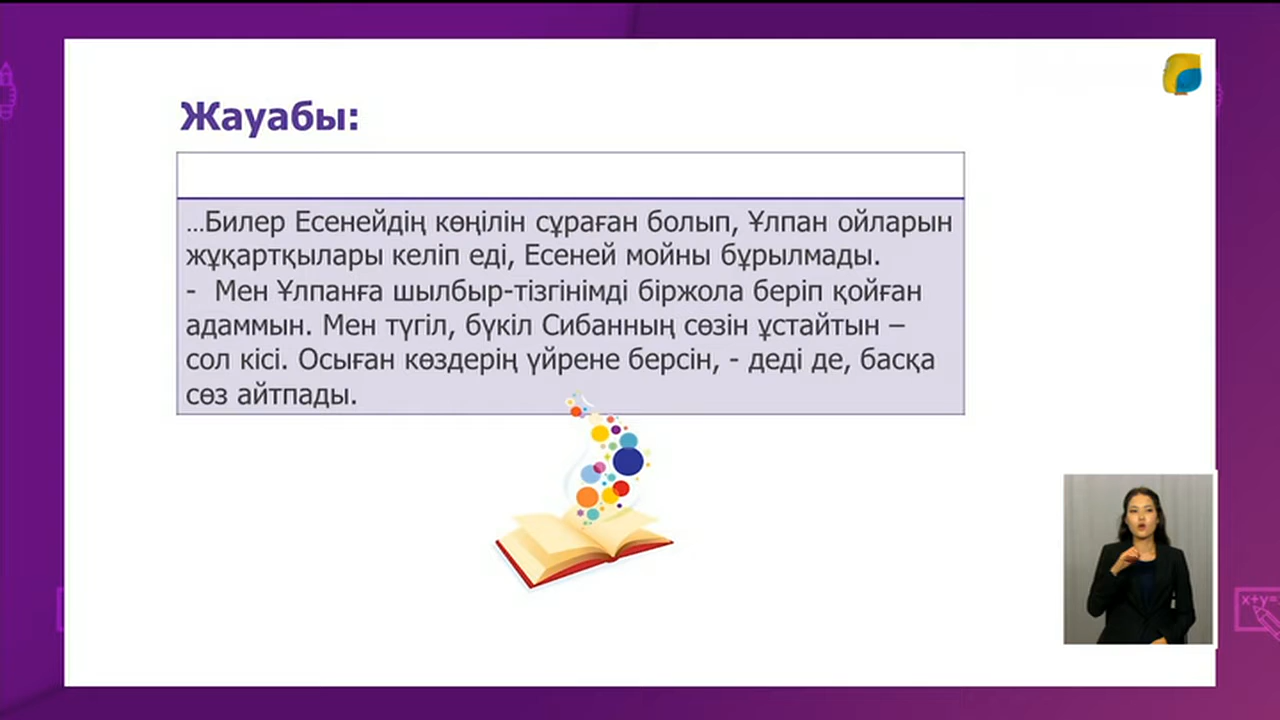 Жауабы:
...Билер Есенейдің көңілін сұраған болып, Ұлпан ойларын
жұқартқылары келіп еді, Есеней мойны бұрылмады.
- Мен Ұлпанға шылбыр-тізгінімді біржола беріп қойған
адаммын. Мен түгіл, бүкіл Сибанның сөзін ұстайтын –
сол кісі. Осыған көздерің үйрене берсін, - деді де, басқа
сөз айтпады.
x+y=